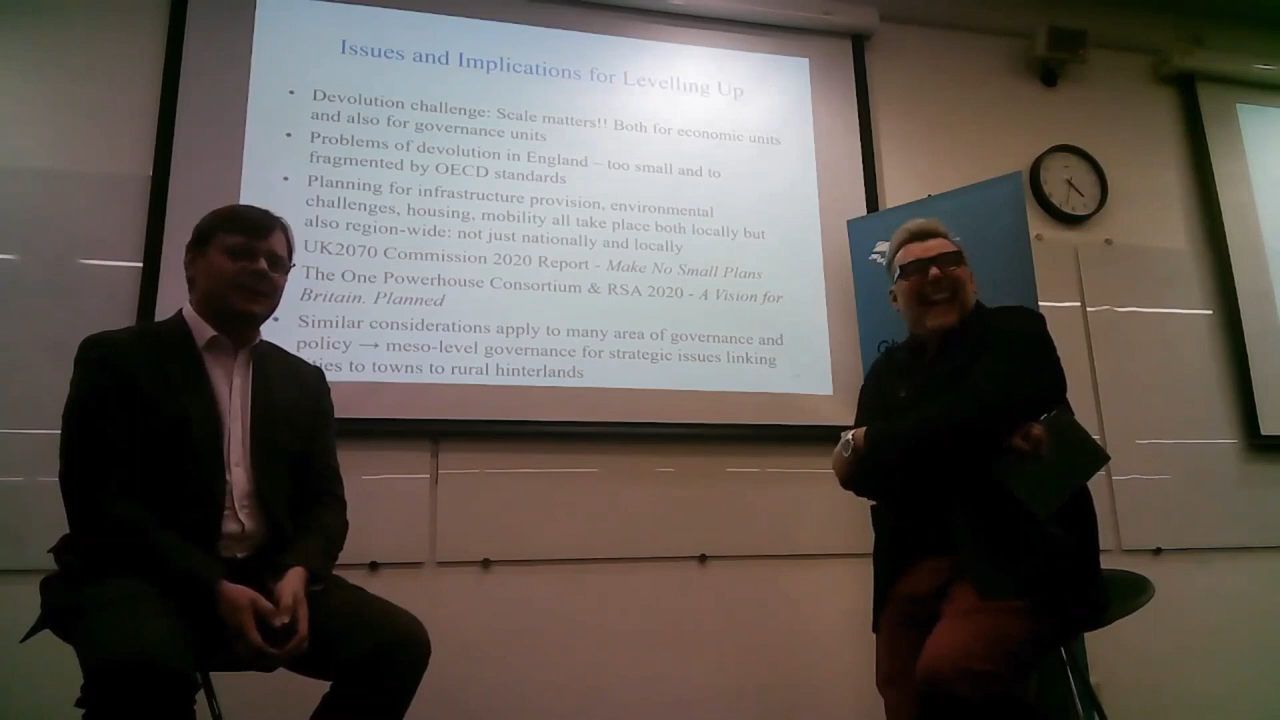 Issues and Implications for Levelling Up
• Devolution challenge: Scale matters!! Both for economic units
and also for governance units
• Problems of devolution in England – too small and to
fragmented by OECD standards
• Planning for infrastructure provision, environmental
challenges, housing, mobility all take place both locally but
also region-wide: not just nationally and locally
UK2070 Commission 2020 Report - Make No Small Plans
The One Powerhouse Consortium & RSA 2020 - A Vision for
Britain. Planned
• Similar considerations apply to many area of governance and
policy → meso-level governance for strategic issues linking
to towns to rural hinterlands